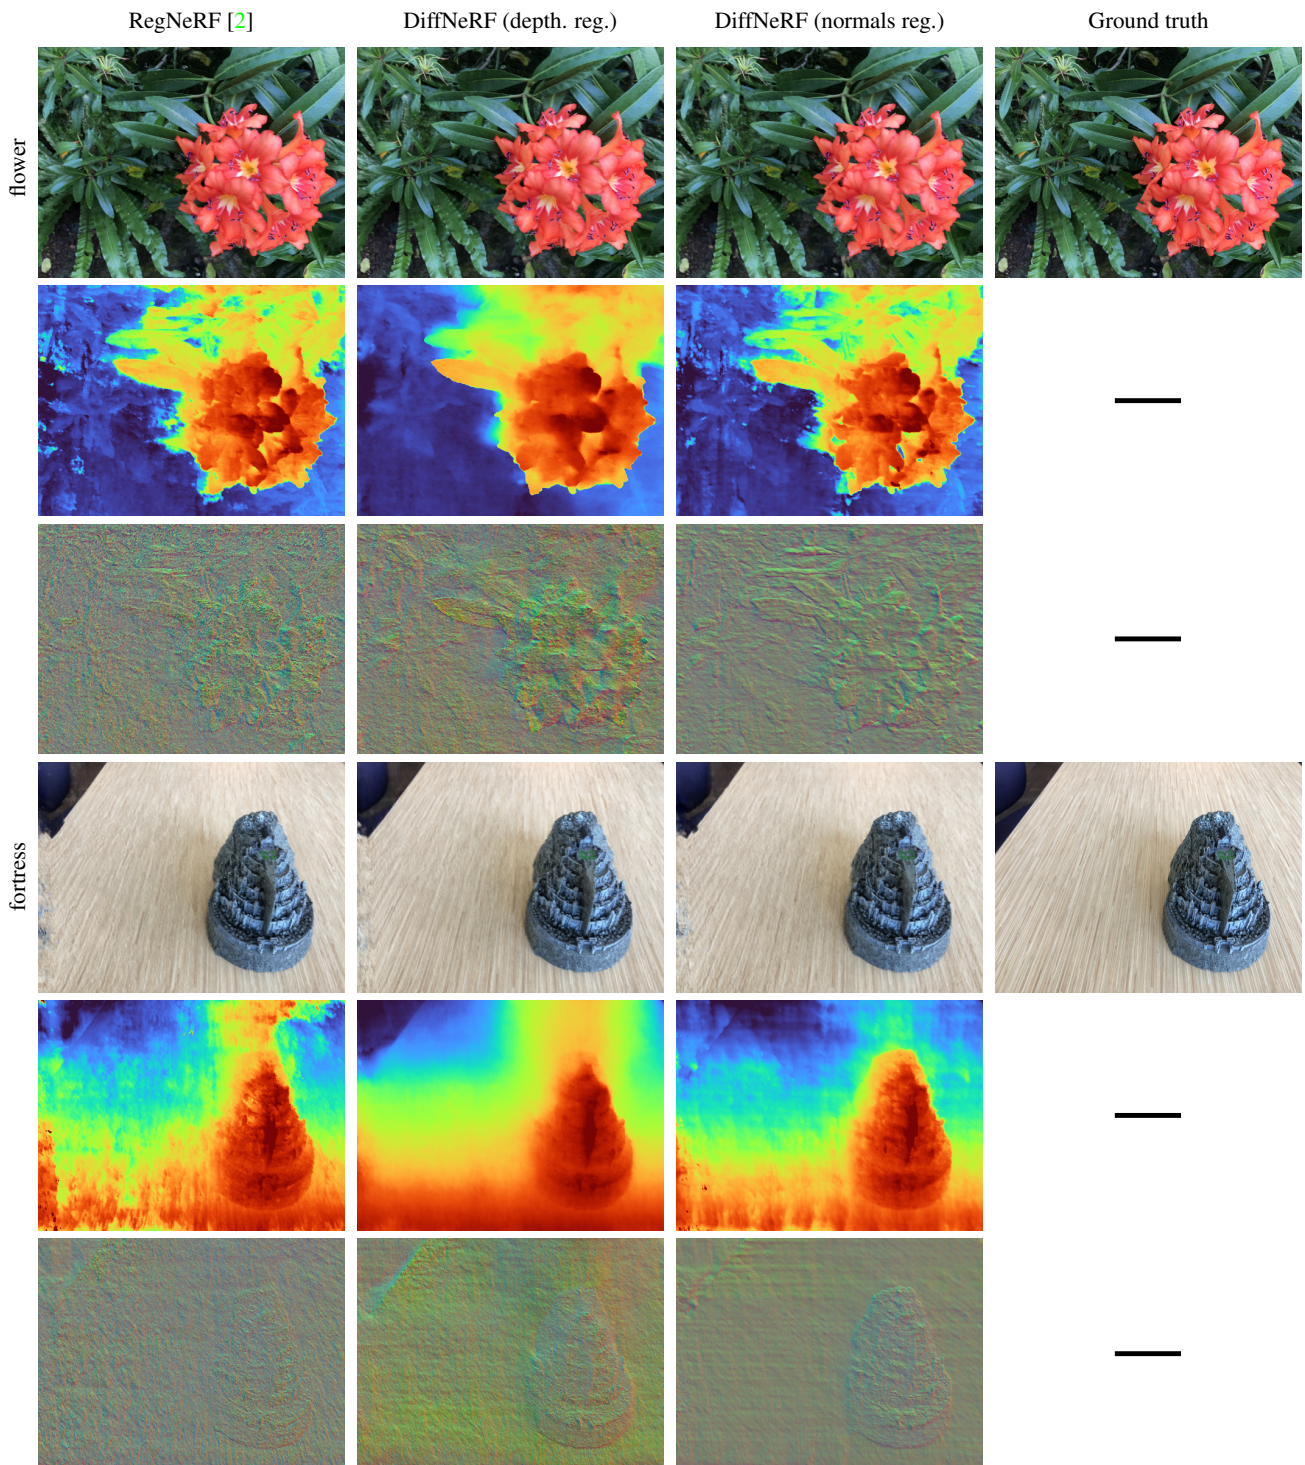 RegNeRF [2]
DiffNeRF (depth. reg.)
DiffNeRF (normals reg.)
Ground truth
flower
fortress